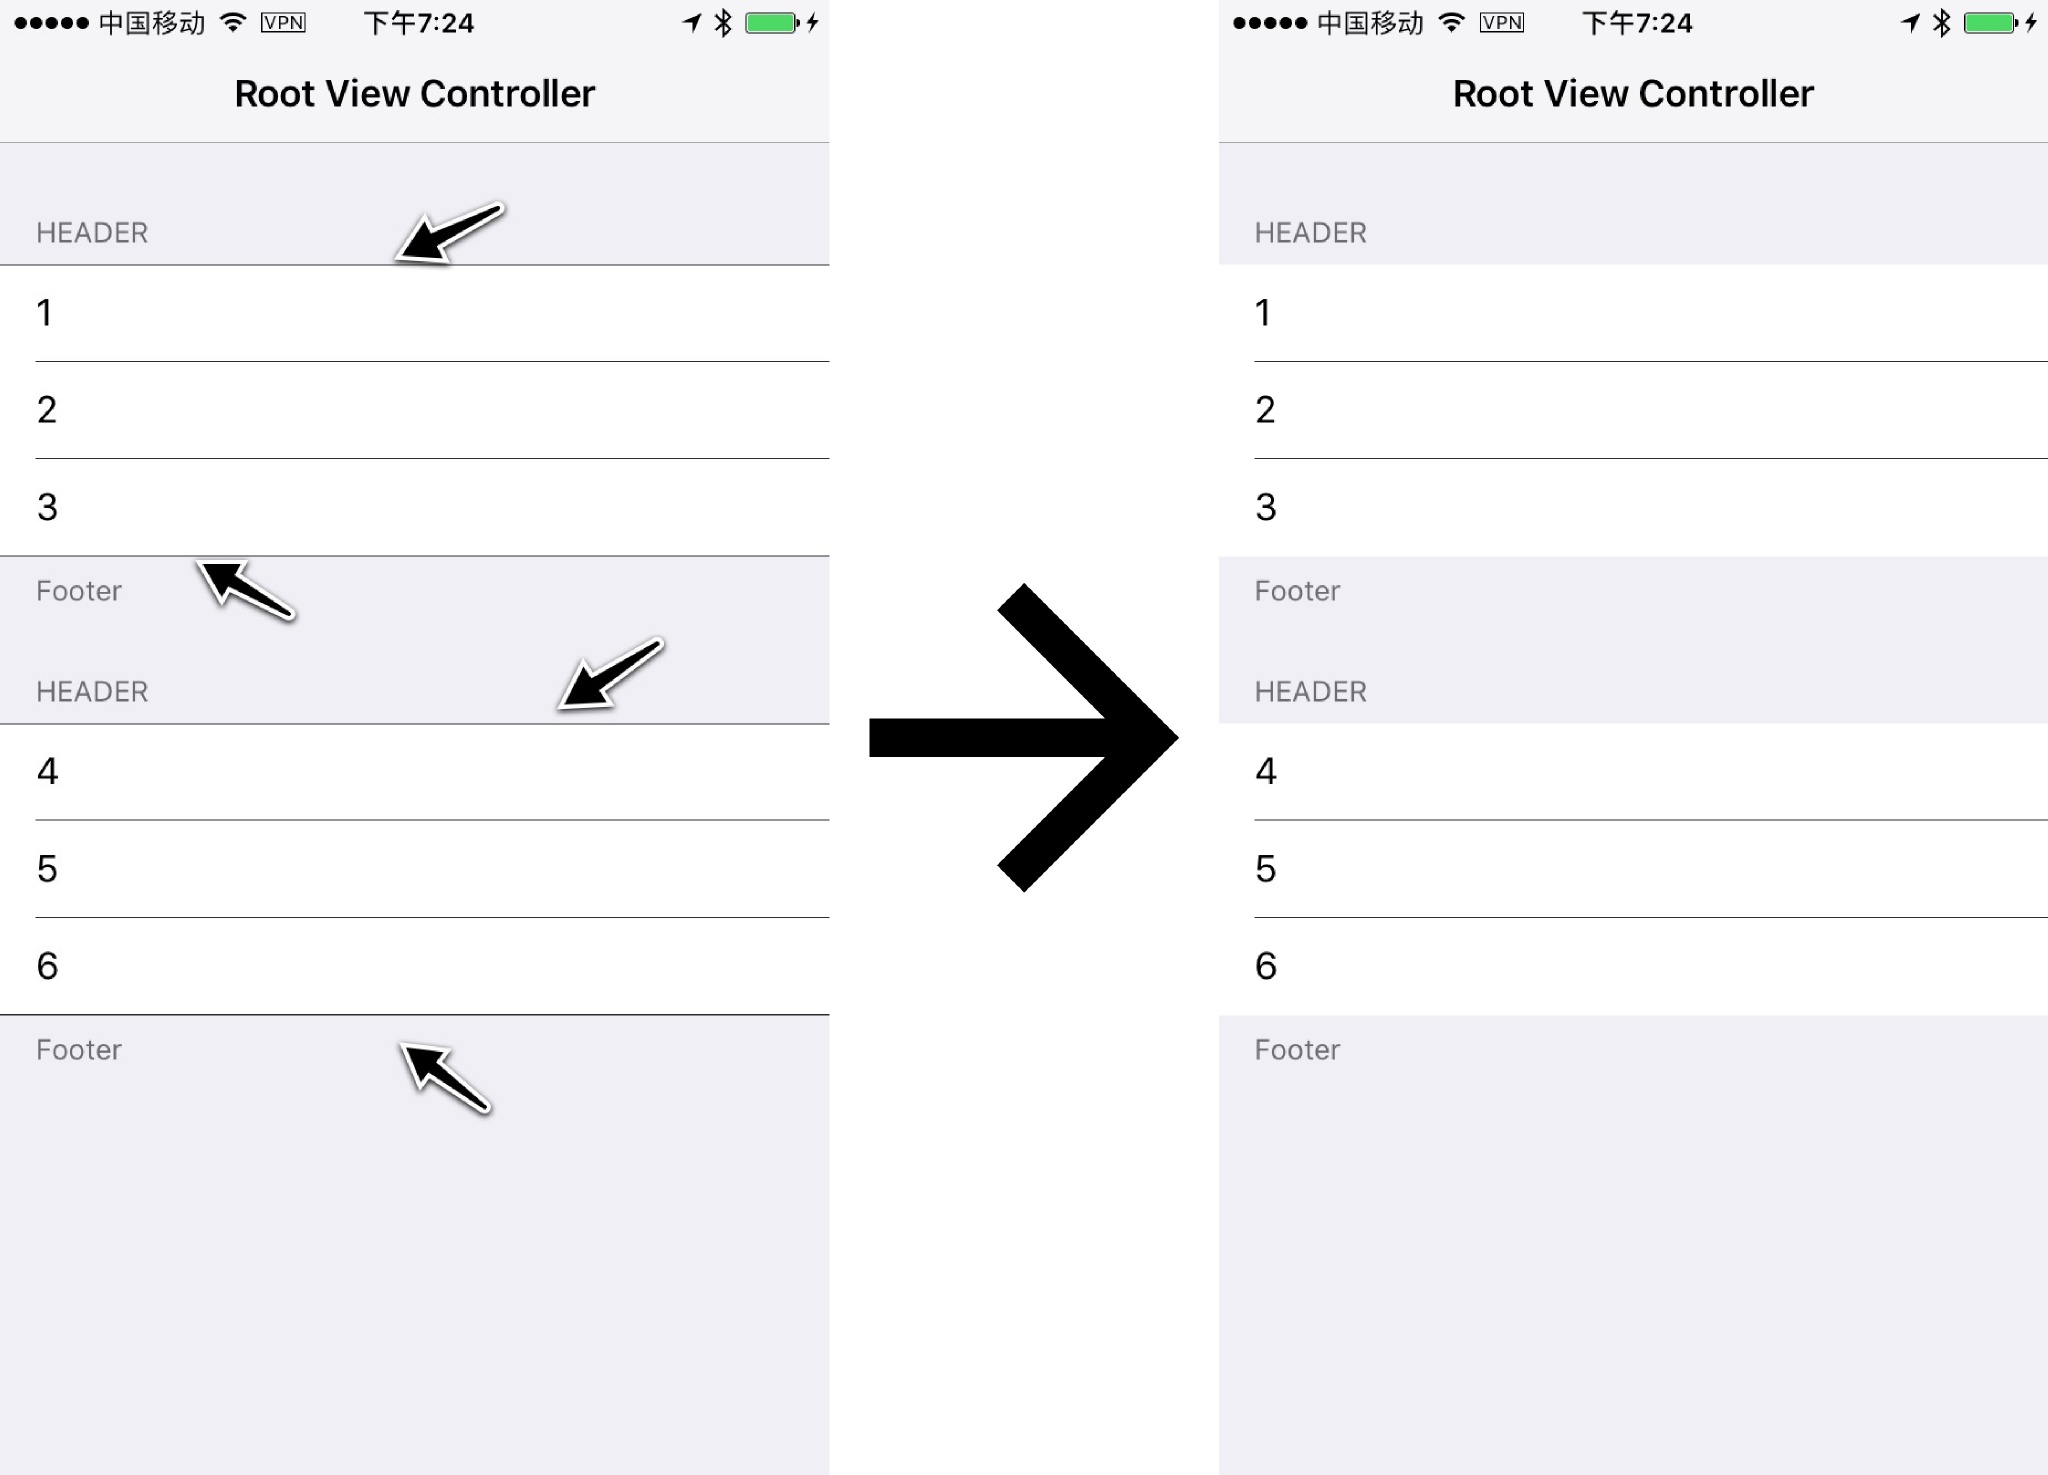 中国移动 VPN 下午7:24
Root View Controller
HEADER
1
2
3
Footer
HEADER
4
5
6
Footer
中国移动 VPN 下午7:24
Root View Controller
HEADER
1
2
3
Footer
HEADER
4
5
6
Footer